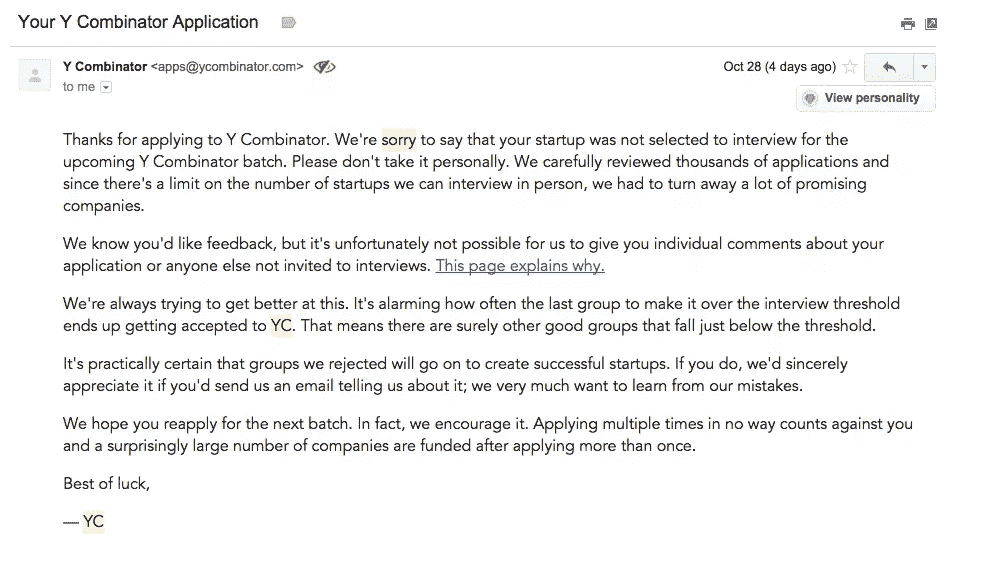 Your Y Combinator Application
Y Combinator <apps@ycombinator.com>
Oct 28 (4 days ago)
to me
View personality
Thanks for applying to Y Combinator. We're sorry to say that your startup was not selected to interview for the
upcoming Y Combinator batch. Please don't take it personally. We carefully reviewed thousands of applications and
since there's a limit on the number of startups we can interview in person, we had to turn away a lot of promising
companies.
We know you'd like feedback, but it's unfortunately not possible for us to give you individual comments about your
application or anyone else not invited to interviews. This page explains why.
We're always trying to get better at this. It's alarming how often the last group to make it over the interview threshold
ends up getting accepted to YC. That means there are surely other good groups that fall just below the threshold.
It's practically certain that groups we rejected will go on to create successful startups. If you do, we'd sincerely
appreciate it if you'd send us an email telling us about it; we very much want to learn from our mistakes.
We hope you reapply for the next batch. In fact, we encourage it. Applying multiple times in no way counts against you
and a surprisingly large number of companies are funded after applying more than once.
Best of luck,
— YC